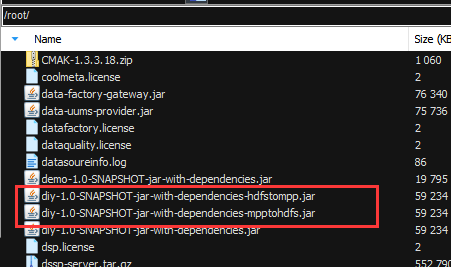 /root/
Name Size (KB
CMAK-1.3.3.18.zip 1 060
coolmeta.license 2
data-factory-gateway.jar 76 340
data-uums-provider.jar 75 736
datafactory.license 2
dataquality.license 2
datasoureinfo.log 86
demo-1.0-SNAPSHOT-jar-with-dependencies.jar 19 795
diy-1.0-SNAPSHOT-jar-with-dependencies-hdfstompp.jar 59 234
diy-1.0-SNAPSHOT-jar-with-dependencies-mpptohdfs.jar 59 234
diy-1.0-SNAPSHOT-jar-with-dependencies.jar 59 234
dsp.license 2
dssp-server.tar.gz 552 790